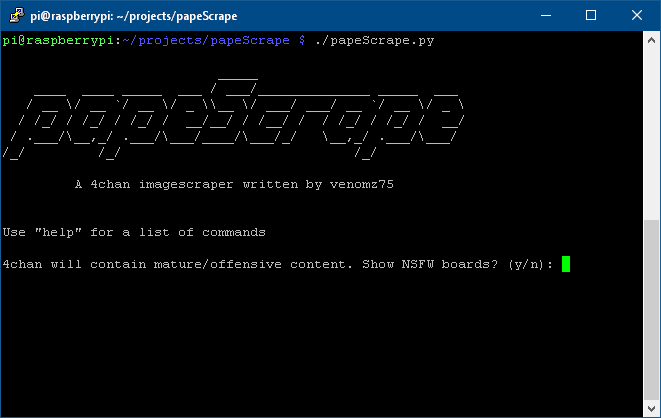 pi@raspberrypi: ~/projects/papeScrape
pi@raspberrypi:~/projects/papeScrape $ ./papeScrape.py
papeScrape
A 4chan imagescraper written by venomz75
Use "help" for a list of commands
4chan will contain mature/offensive content. Show NSFW boards? (y/n):